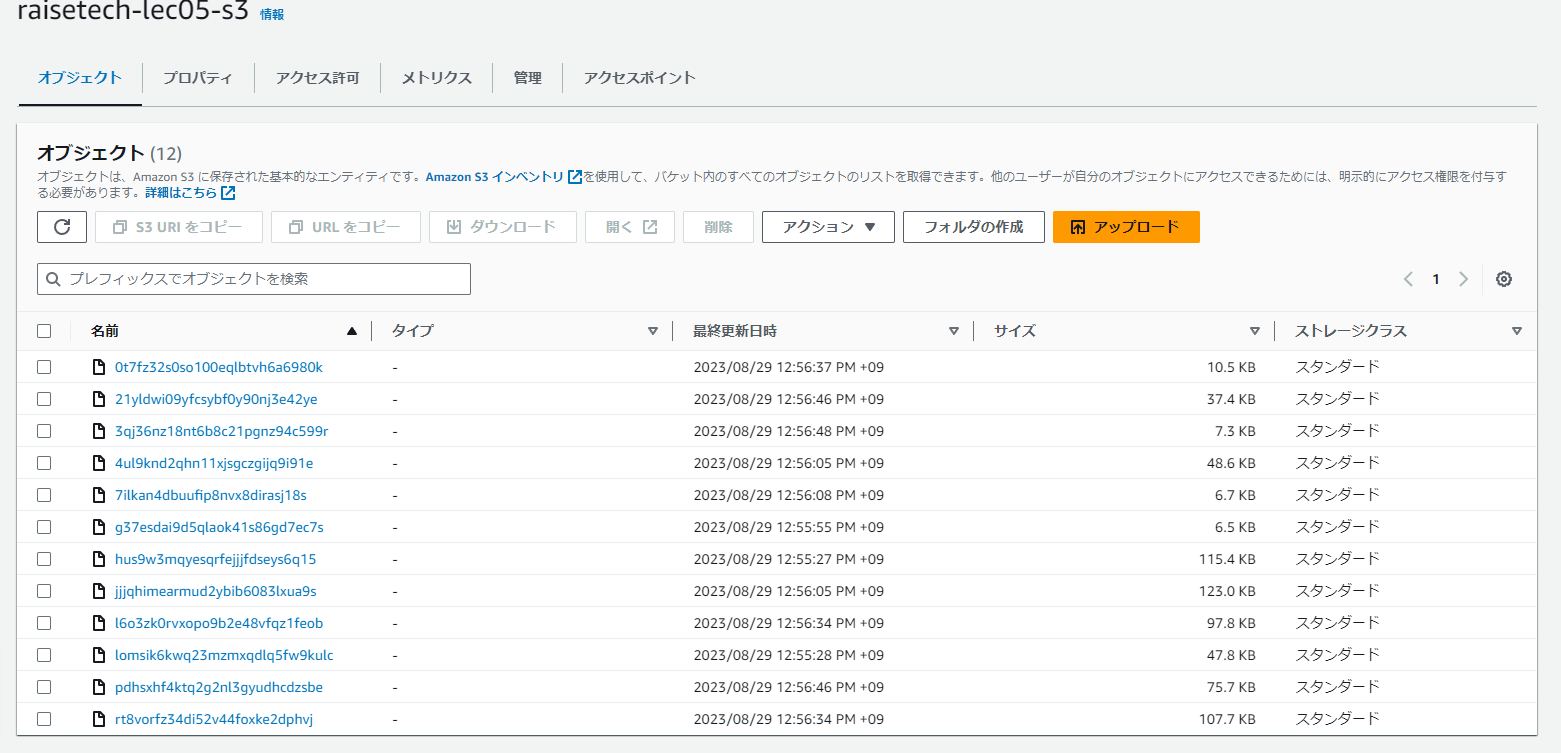 raisetech-lec05-s3 情報
オブジェクト プロパティ アクセス許可 メトリクス 管理 アクセスポイント
オブジェクト (12)
オブジェクトは、Amazon S3 に保存された基本的なエンティティです。Amazon S3 インベントリ を使用して、バケット内のすべてのオブジェクトのリストを取得できます。他のユーザーが自分のオブジェクトにアクセスできるためには、明示的にアクセス権限を付与す
る必要があります。詳細はこちら
S3 URI をコピー URL をコピー ダウンロード 開く 削除 アクション ▼ フォルダの作成 アップロード
プレフィックスでオブジェクトを検索 < 1 >
名前 ▲ タイプ ▽ 最終更新日時 ▽ サイズ ▽ ストレージクラス ▽
0t7fz32s0so100eqlbtvh6a6980k - 2023/08/29 12:56:37 PM +09 10.5 KB スタンダード
21yldwi09yfcsybf0y90nj3e42ye - 2023/08/29 12:56:46 PM +09 37.4 KB スタンダード
3qj36nz18nt6b8c21pgnz94c599r - 2023/08/29 12:56:48 PM +09 7.3 KB スタンダード
4ul9knd2qhn11xjsgczgijq9i91e - 2023/08/29 12:56:05 PM +09 48.6 KB スタンダード
7ilkan4dbuufip8nvx8dirasj18s - 2023/08/29 12:56:08 PM +09 6.7 KB スタンダード
g37esdai9d5qlaok41s86gd7ec7s - 2023/08/29 12:55:55 PM +09 6.5 KB スタンダード
hus9w3mqyesqrfejjjfdseys6q15 - 2023/08/29 12:55:27 PM +09 115.4 KB スタンダード
jjjqhimearmud2ybib6083lxua9s - 2023/08/29 12:56:05 PM +09 123.0 KB スタンダード
l6o3zk0rvxopo9b2e48vfqz1feob - 2023/08/29 12:56:34 PM +09 97.8 KB スタンダード
lomsik6kwq23mzmxqdlq5fw9kulc - 2023/08/29 12:55:28 PM +09 47.8 KB スタンダード
pdhsxhf4ktq2g2nl3gyudhcdzsbe - 2023/08/29 12:56:46 PM +09 75.7 KB スタンダード
rt8vorfz34di52v44foxke2dphvj - 2023/08/29 12:56:34 PM +09 107.7 KB スタンダード